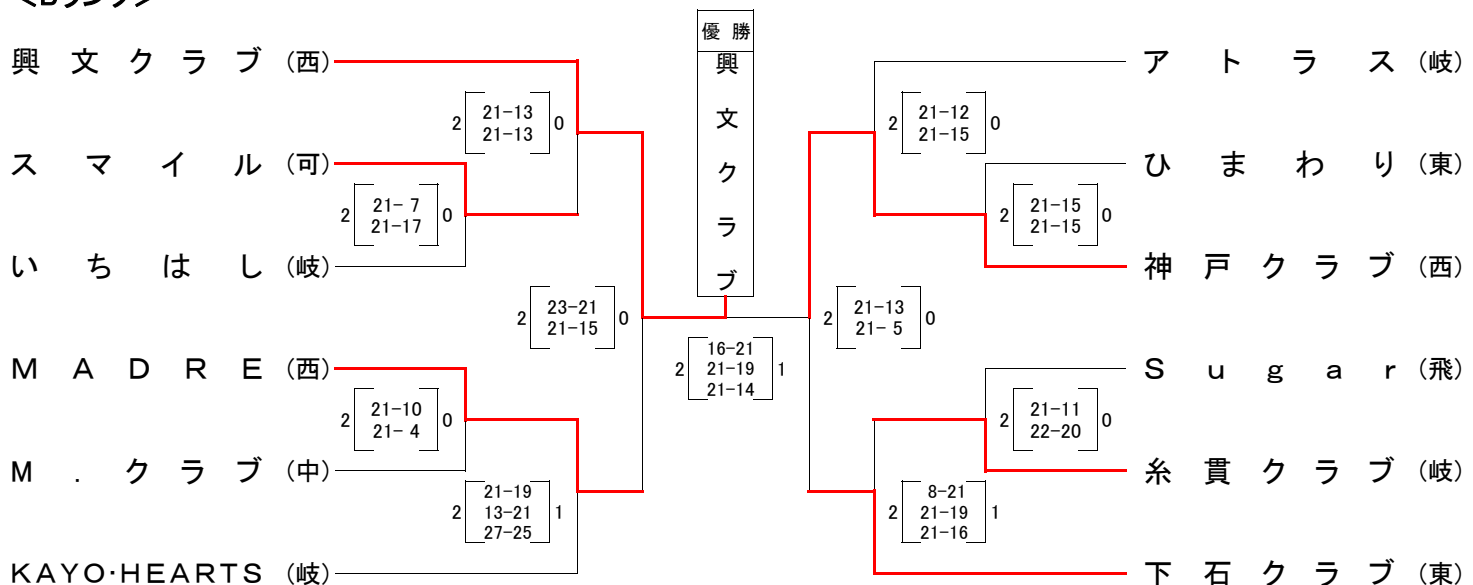 優 勝
興文クラブ
興 文 ク ラ ブ (西)
ア ト ラ ス (岐)
2 21-13 0
21-13
2 21-12 0
21-15
ス マ イ ル (可)
ひ ま わ り (東)
2 21- 7 0
21-17
2 21-15 0
21-15
い ち は し (岐)
神 戸 ク ラ ブ (西)
2 23-21 0
21-15
2 21-13 0
21- 5
2 16-21 1
21-19
21-14
M A D R E (西)
S u g a r (飛)
2 21-10 0
21- 4
2 21-11 0
22-20
M . ク ラ ブ (中)
糸 貫 ク ラ ブ (岐)
2 21-19 1
13-21
27-25
2 8-21 1
21-19
21-16
KAYO・HEARTS (岐)
下 石 ク ラ ブ (東)